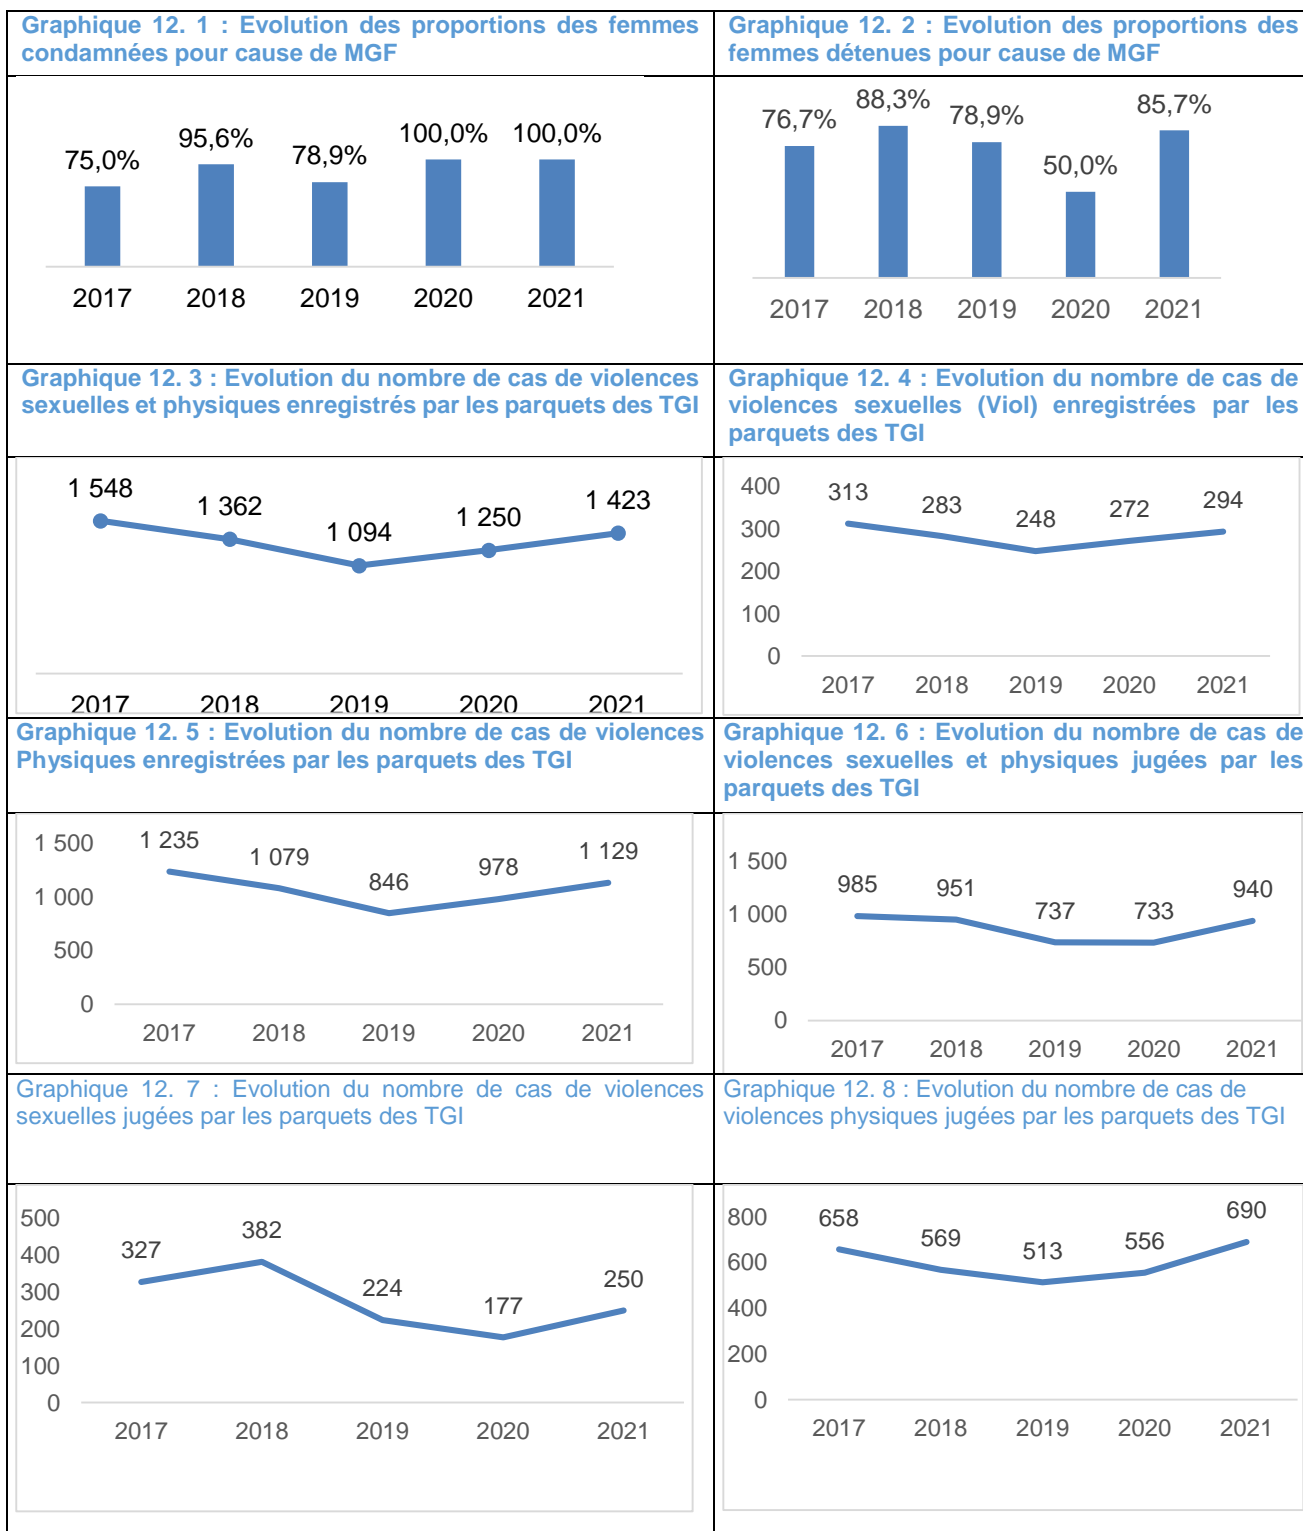 Graphique 12. 1 : Evolution des proportions des femmes
condamnées pour cause de MGF
75,0%
95,6%
78,9%
100,0%
100,0%
2017 2018 2019 2020 2021
Graphique 12. 2 : Evolution des proportions des
femmes détenues pour cause de MGF
76,7%
88,3%
78,9%
50,0%
85,7%
2017 2018 2019 2020 2021
Graphique 12. 3 : Evolution du nombre de cas de violences
sexuelles et physiques enregistrés par les parquets des TGI
1 548
1 362
1 094
1 250
1 423
2017 2018 2019 2020 2021
Graphique 12. 4 : Evolution du nombre de cas de
violences sexuelles (Viol) enregistrées par les
parquets des TGI
400
300
200
100
0
313
283
248
272
294
2017 2018 2019 2020 2021
Graphique 12. 5 : Evolution du nombre de cas de violences
Physiques enregistrées par les parquets des TGI
1 500
1 000
500
0
1 235
1 079
846
978
1 129
2017 2018 2019 2020 2021
Graphique 12. 6 : Evolution du nombre de cas de
violences sexuelles et physiques jugées par les
parquets des TGI
1 500
1 000
500
0
985
951
737
733
940
2017 2018 2019 2020 2021
Graphique 12. 7 : Evolution du nombre de cas de violences
sexuelles jugées par les parquets des TGI
500
400
300
200
100
0
327
382
224
177
250
2017 2018 2019 2020 2021
Graphique 12. 8 : Evolution du nombre de cas de
violences physiques jugées par les parquets des TGI
800
600
400
200
0
658
569
513
556
690
2017 2018 2019 2020 2021